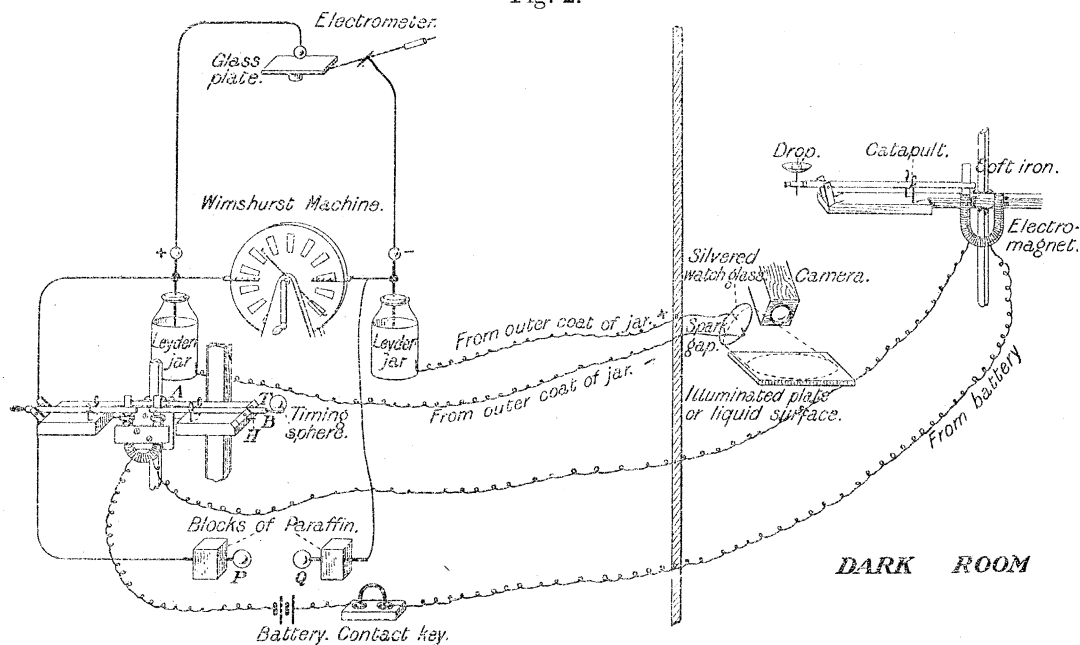 Fig. 2.
Electrometer.
Glass
plate.
Wimshurst Machine.
+
−
Leyden
jar
Leyden
jar
Drop.
Catapult.
Soft iron.
Electro-
magnet.
Silvered
watch glass.
Camera.
Spark
gap.
From outer coat of jar. +
From outer coat of jar. −
Illuminated plate
or liquid surface.
From battery
A
T
B
H
Timing
sphere.
Blocks of Paraffin.
P
Q
DARK ROOM
Battery.
Contact key.